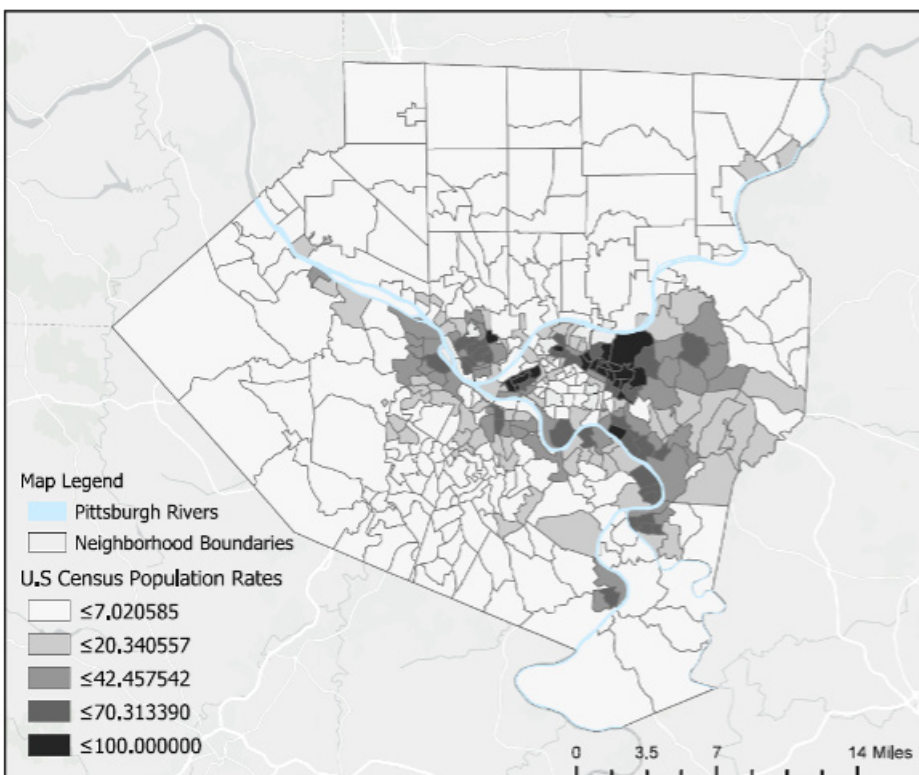 Map Legend
Pittsburgh Rivers
Neighborhood Boundaries
U.S Census Population Rates
≤7.020585
≤20.340557
≤42.457542
≤70.313390
≤100.000000
0 3.5 7 14 Miles